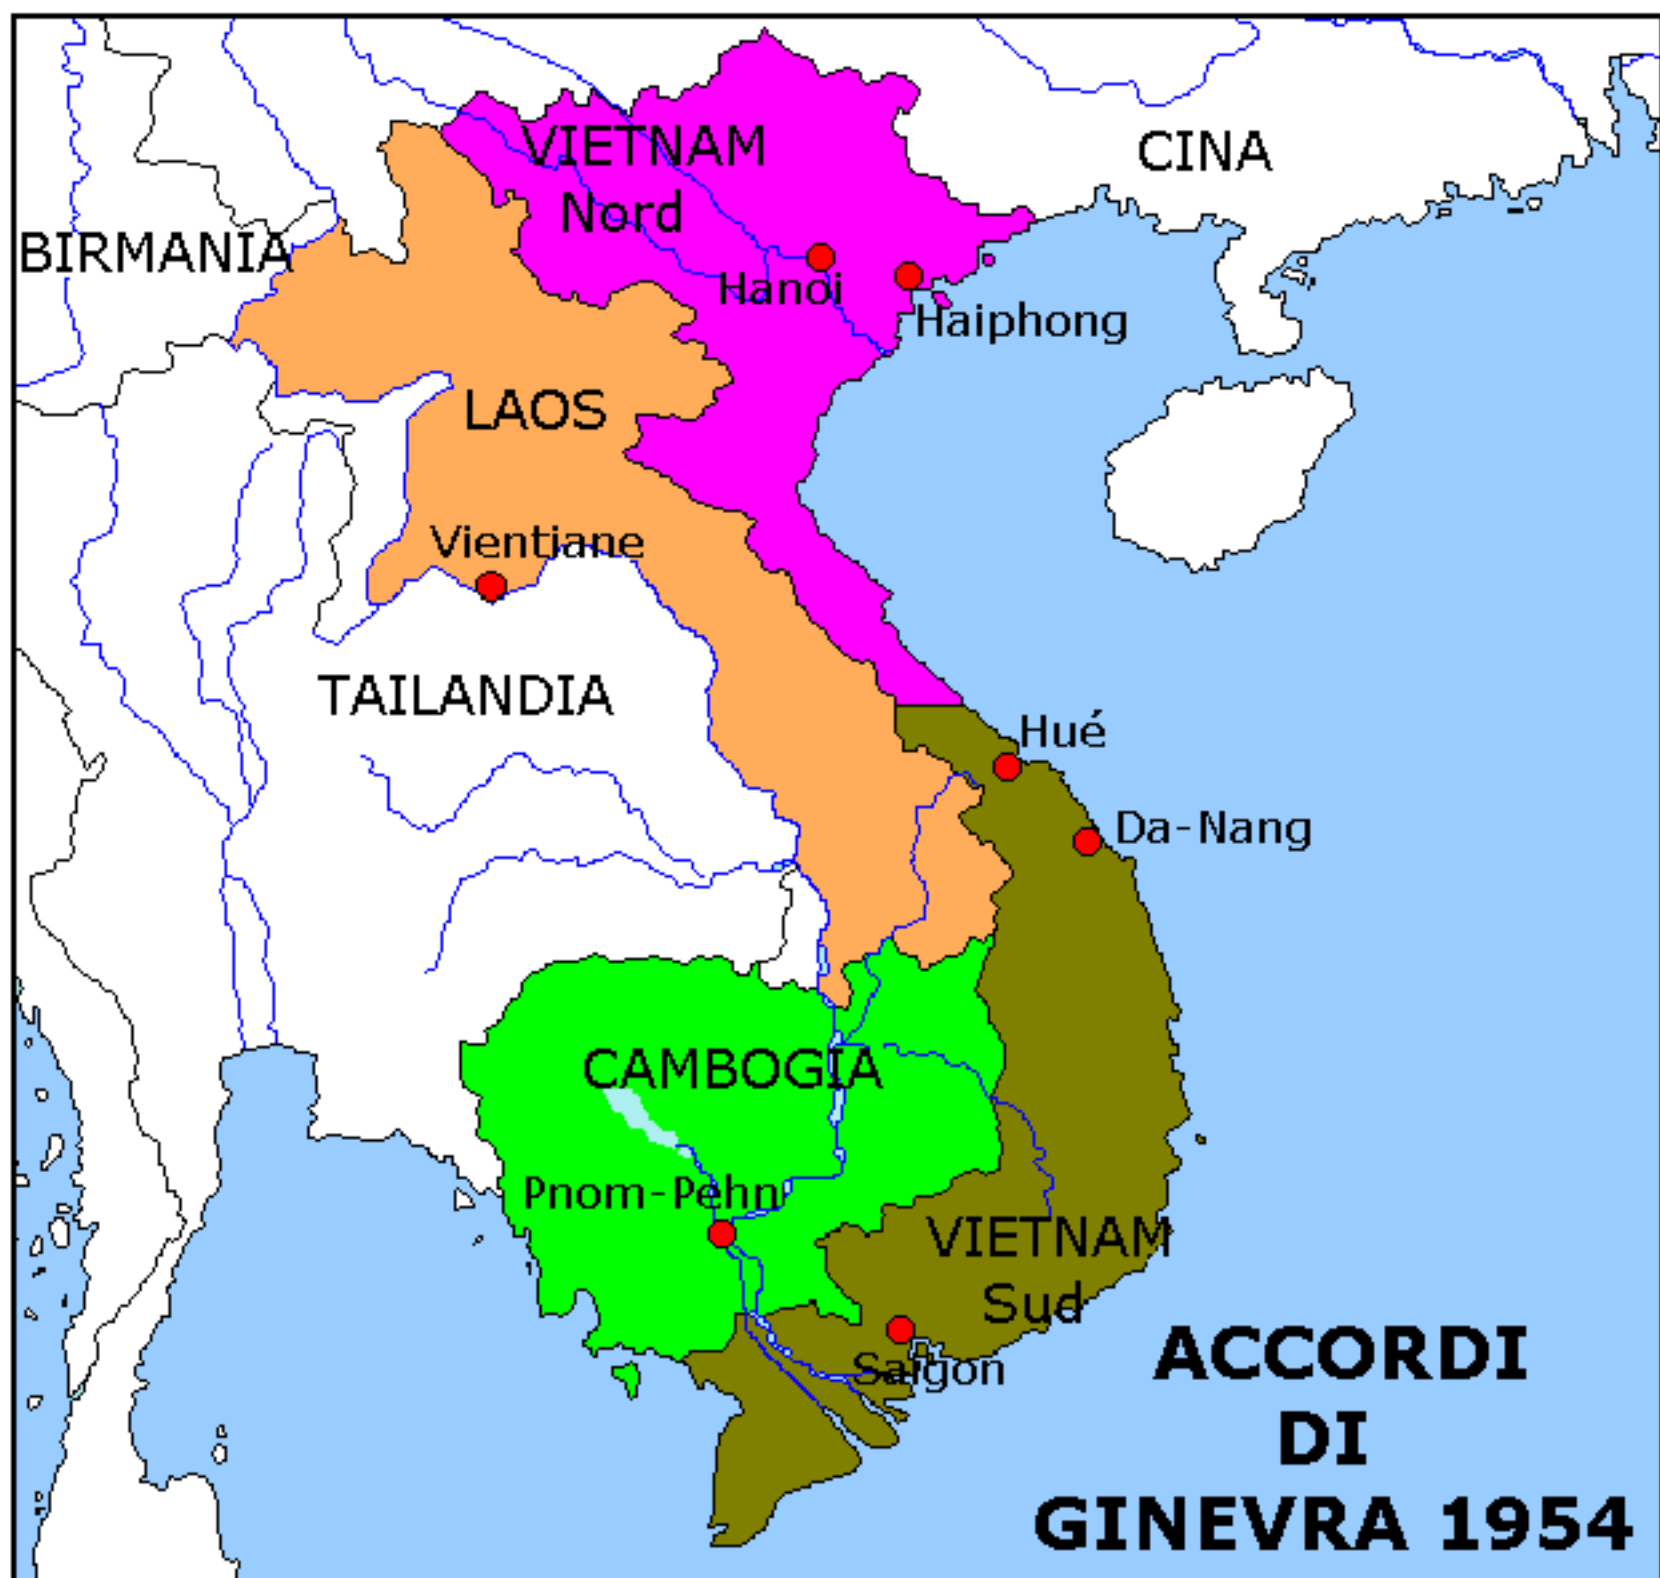 VIETNAM
Nord
CINA
BIRMANIA
Hanoi
Haiphong
LAOS
Vientiane
TAILANDIA
Hué
Da-Nang
CAMBOGIA
Pnom-Pehn
VIETNAM
Sud
Saigon
ACCORDI
DI
GINEVRA 1954